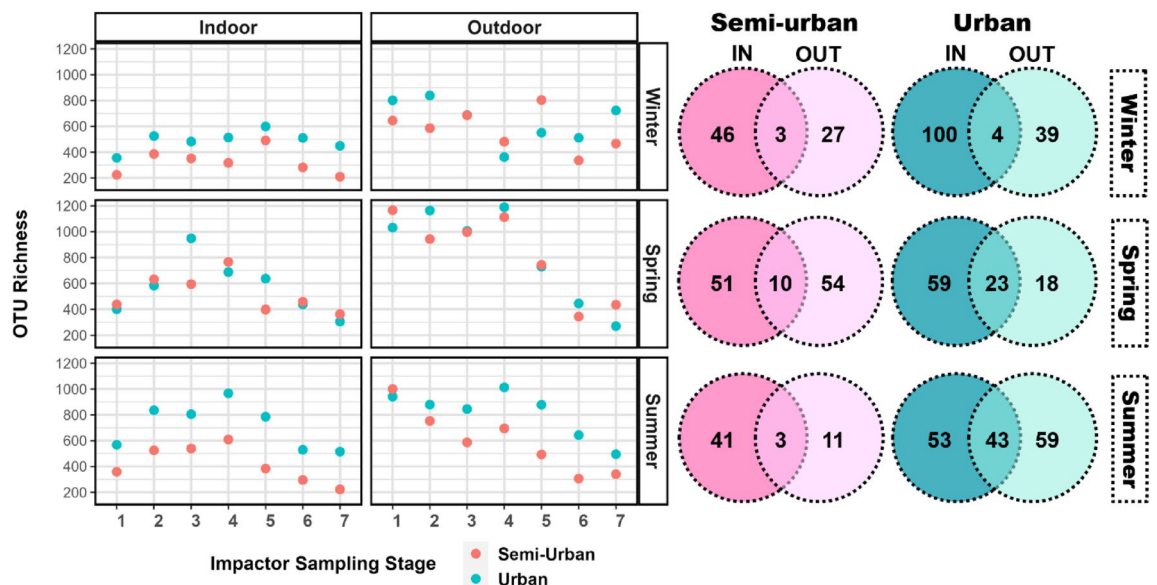 Indoor Outdoor
Semi-urban Urban
IN OUT IN OUT
OTU Richness
1200
1000
800
600
400
200
Winter
46 3 27
100 4 39
Winter
1200
1000
800
600
400
200
Spring
51 10 54
59 23 18
Spring
1200
1000
800
600
400
200
Summer
41 3 11
53 43 59
Summer
1 2 3 4 5 6 7 1 2 3 4 5 6 7
Impactor Sampling Stage
Semi-Urban
Urban